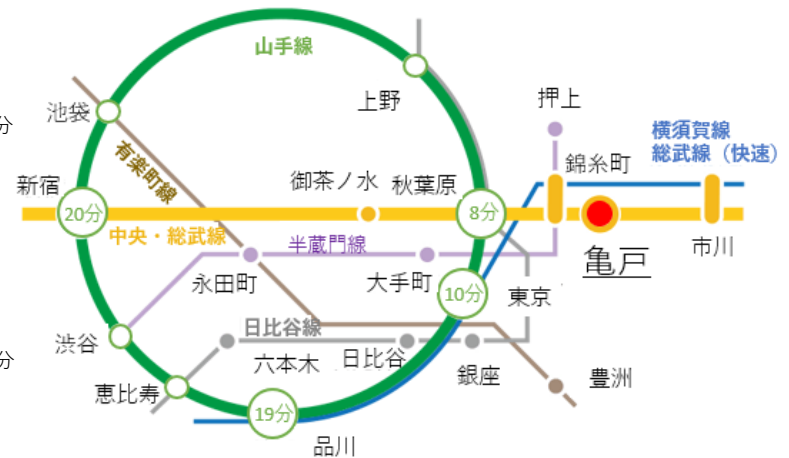 山手線
上野
押上
池袋
分
横須賀線
総武線（快速）
有楽町線
錦糸町
新宿
御茶ノ水
秋葉原
20分
8分
中央・総武線
半蔵門線
亀戸
市川
永田町
大手町
10分
東京
日比谷線
渋谷
分
六本木
日比谷
銀座
豊洲
恵比寿
19分
品川